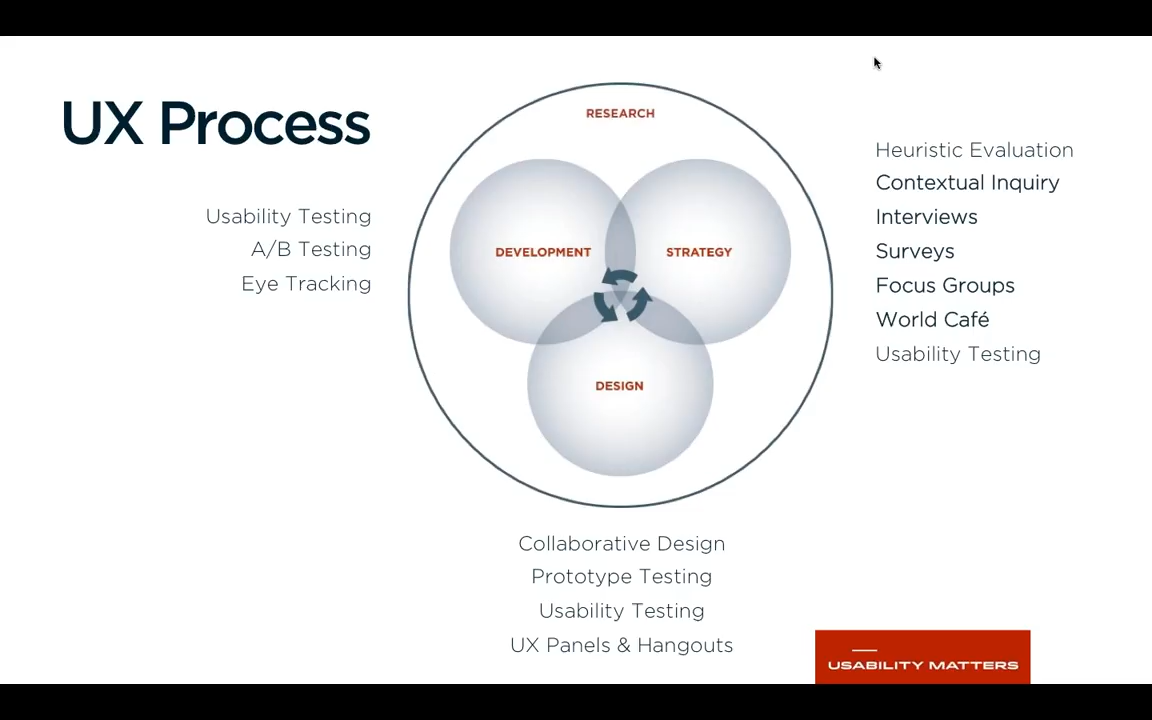 UX Process
Usability Testing
A/B Testing
Eye Tracking
RESEARCH
DEVELOPMENT
STRATEGY
DESIGN
Heuristic Evaluation
Contextual Inquiry
Interviews
Surveys
Focus Groups
World Café
Usability Testing
Collaborative Design
Prototype Testing
Usability Testing
UX Panels & Hangouts
USABILITY MATTERS